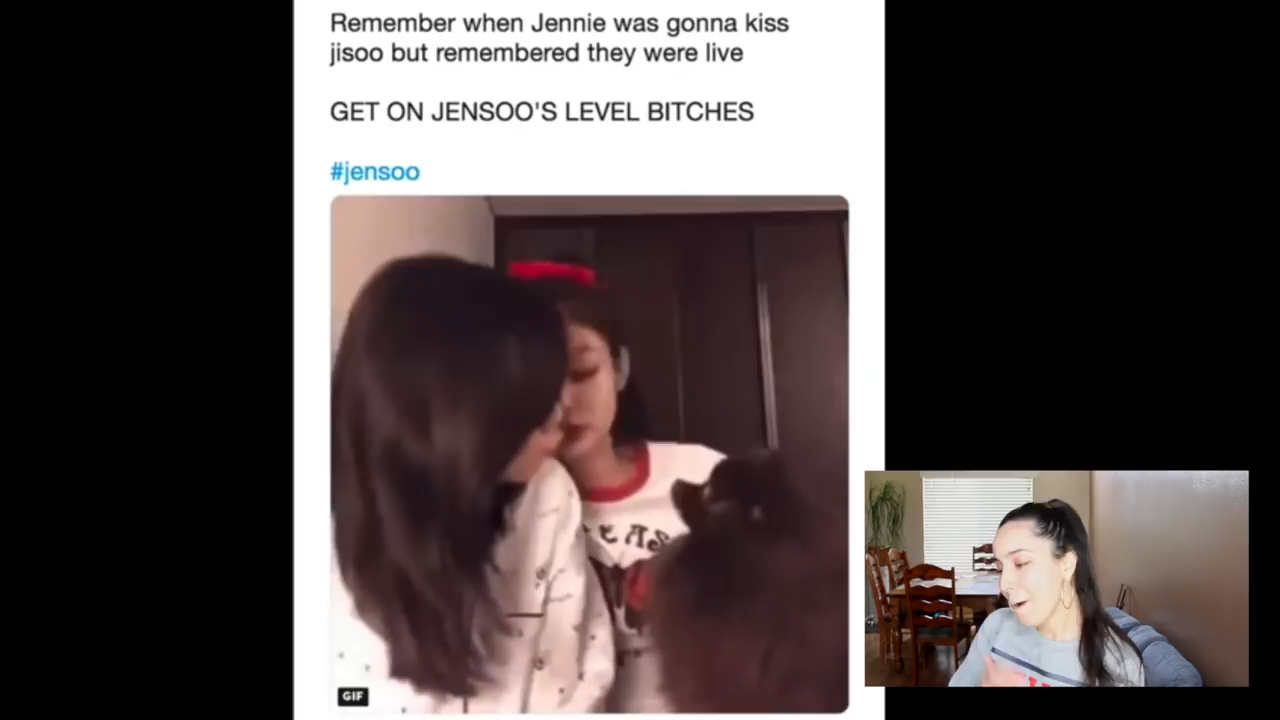 Remember when Jennie was gonna kiss
jisoo but remembered they were live
GET ON JENSOO'S LEVEL BITCHES
#jensoo
GIF